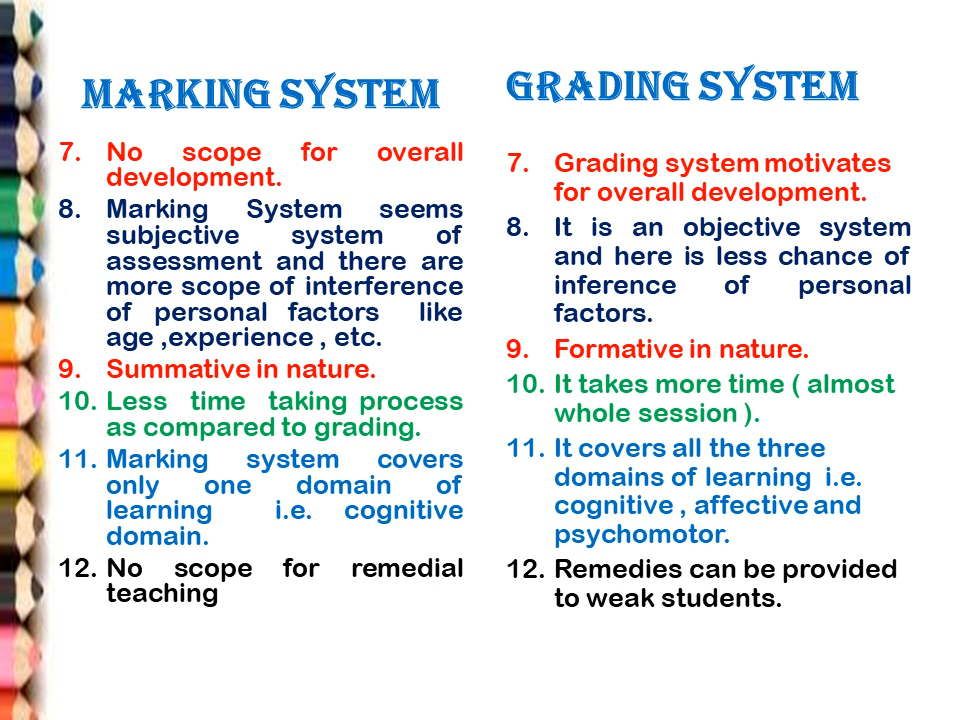 MARKING SYSTEM
7. No scope for overall
development.
8. Marking System seems
subjective system of
assessment and there are
more scope of interference
of personal factors like
age ,experience , etc.
9. Summative in nature.
10. Less time taking process
as compared to grading.
11. Marking system covers
only one domain of
learning i.e. cognitive
domain.
12. No scope for remedial
teaching
GRADING SYSTEM
7. Grading system motivates
for overall development.
8. It is an objective system
and here is less chance of
inference of personal
factors.
9. Formative in nature.
10. It takes more time ( almost
whole session ).
11. It covers all the three
domains of learning i.e.
cognitive , affective and
psychomotor.
12. Remedies can be provided
to weak students.